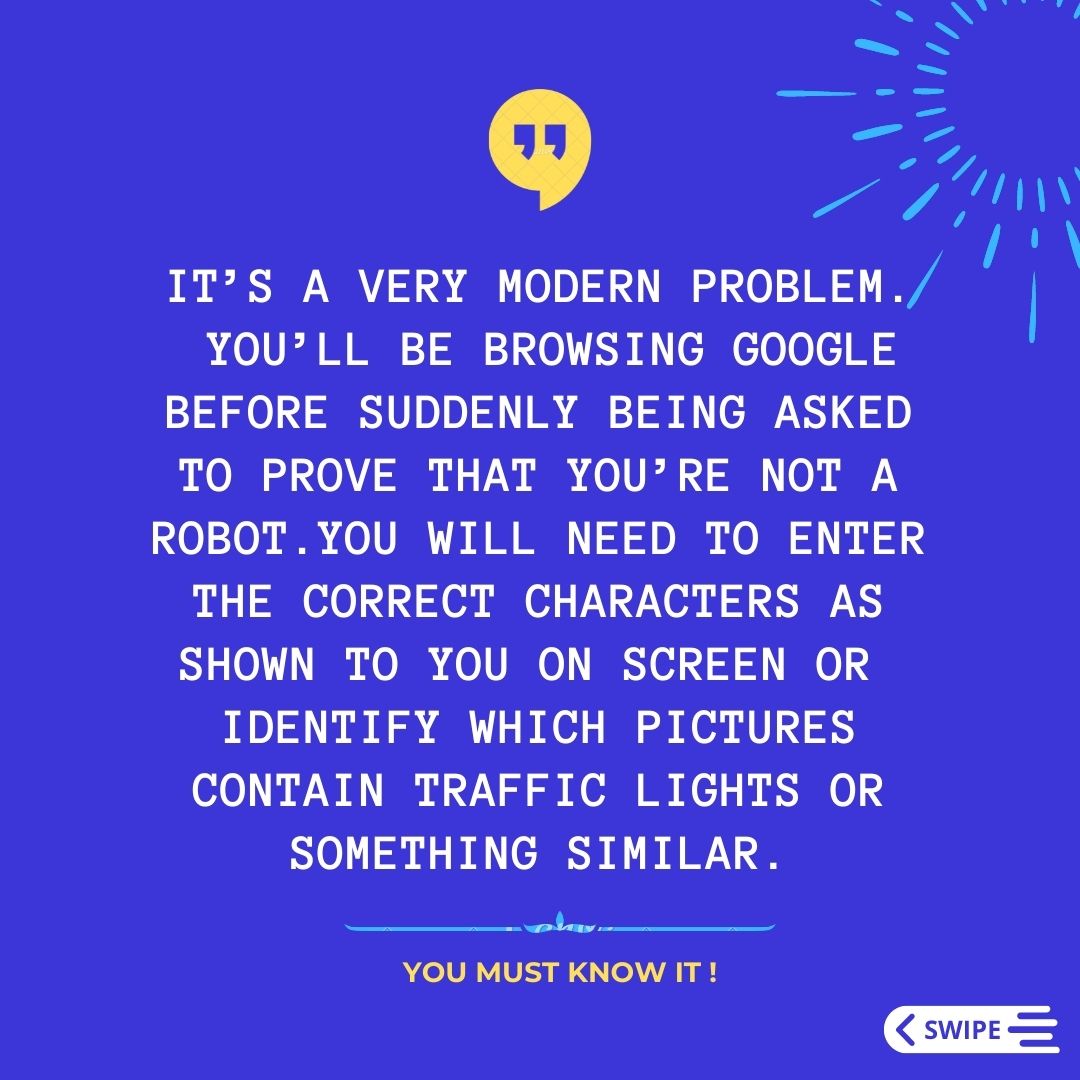 IT’S A VERY MODERN PROBLEM.
YOU’LL BE BROWSING GOOGLE
BEFORE SUDDENLY BEING ASKED
TO PROVE THAT YOU’RE NOT A
ROBOT.YOU WILL NEED TO ENTER
THE CORRECT CHARACTERS AS
SHOWN TO YOU ON SCREEN OR
IDENTIFY WHICH PICTURES
CONTAIN TRAFFIC LIGHTS OR
SOMETHING SIMILAR.
YOU MUST KNOW IT !
SWIPE